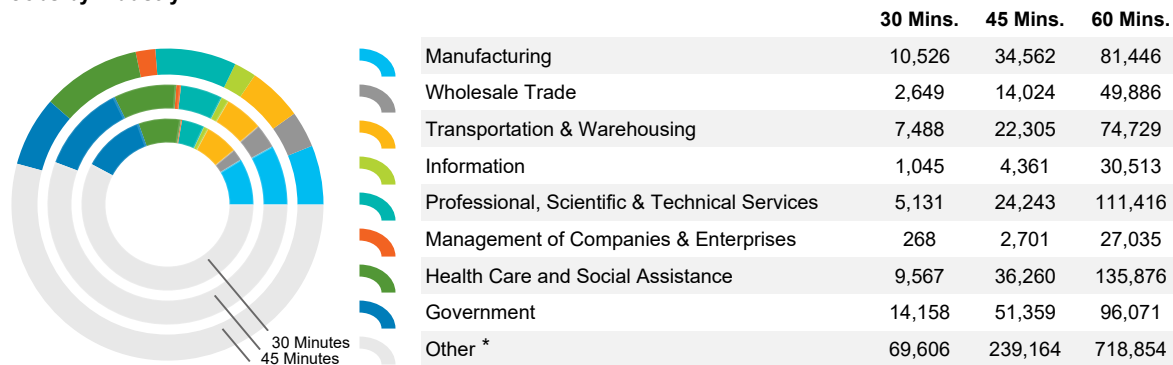 30 Mins. 45 Mins. 60 Mins.
Manufacturing 10,526 34,562 81,446
Wholesale Trade 2,649 14,024 49,886
Transportation & Warehousing 7,488 22,305 74,729
Information 1,045 4,361 30,513
Professional, Scientific & Technical Services 5,131 24,243 111,416
Management of Companies & Enterprises 268 2,701 27,035
Health Care and Social Assistance 9,567 36,260 135,876
Government 14,158 51,359 96,071
Other * 69,606 239,164 718,854
30 Minutes
45 Minutes